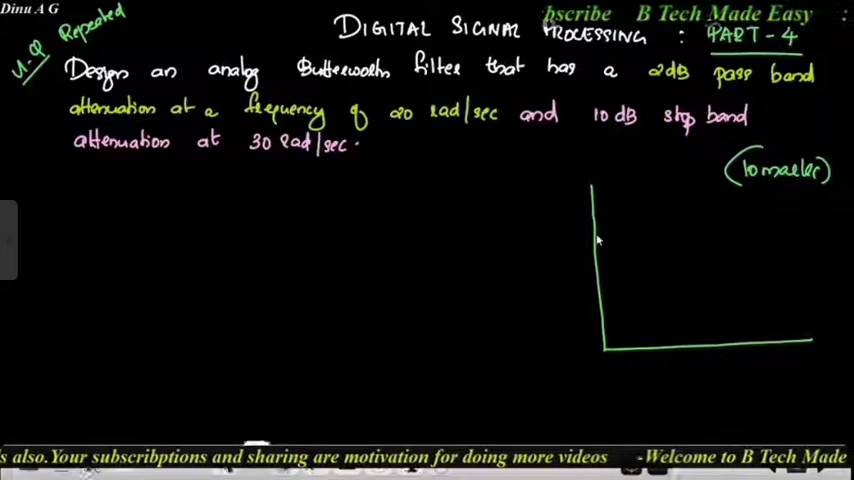 Dinu A G
bscribe B Tech Made Easy :
U.Q Repeated
DIGITAL SIGNAL PROCESSING : PART - 4
Design an analog Butterworth filter that has a 2dB pass band
attenuation at a frequency of 20 rad/sec and 10 dB stop band
attenuation at 30 rad/sec.
(10 marks)
s also.Your subscribptions and sharing are motivation for doing more videos -Welcome to B Tech Made